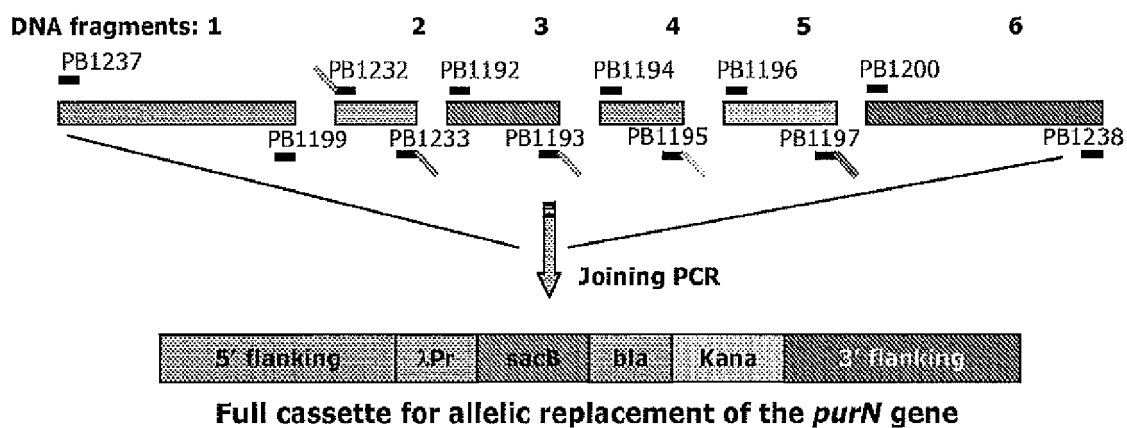 DNA fragments: 1 2 3 4 5 6
PB1237 PB1232 PB1192 PB1194 PB1196 PB1200
PB1199 PB1233 PB1193 PB1195 PB1197 PB1238
Joining PCR
5' flanking λPr sacB bla Kana 3' flanking
Full cassette for allelic replacement of the purN gene